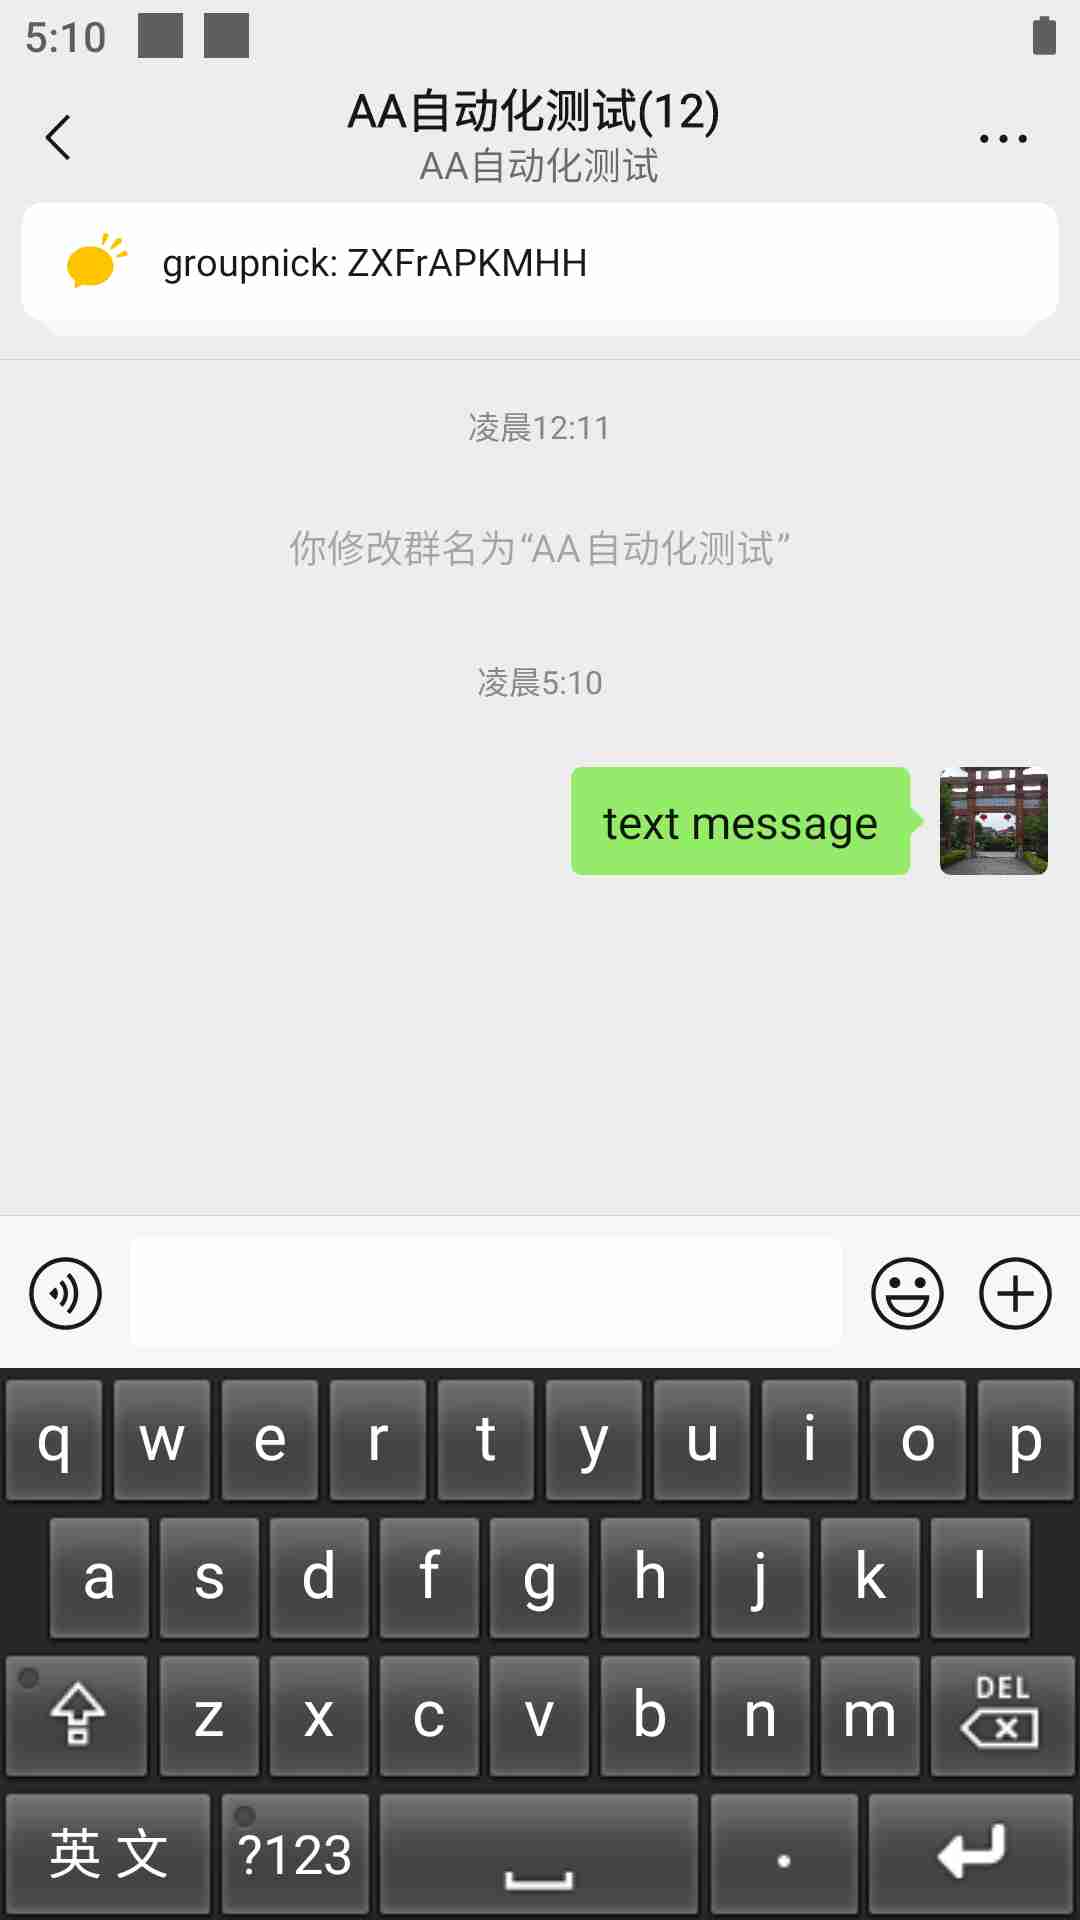 5:10
AA自动化测试(12)
AA自动化测试
groupnick: ZXFrAPKMHH
凌晨12:11
你修改群名为“AA自动化测试”
凌晨5:10
text message
q w e r t y u i o p
a s d f g h j k l
z x c v b n m DEL
英文 ?123 .